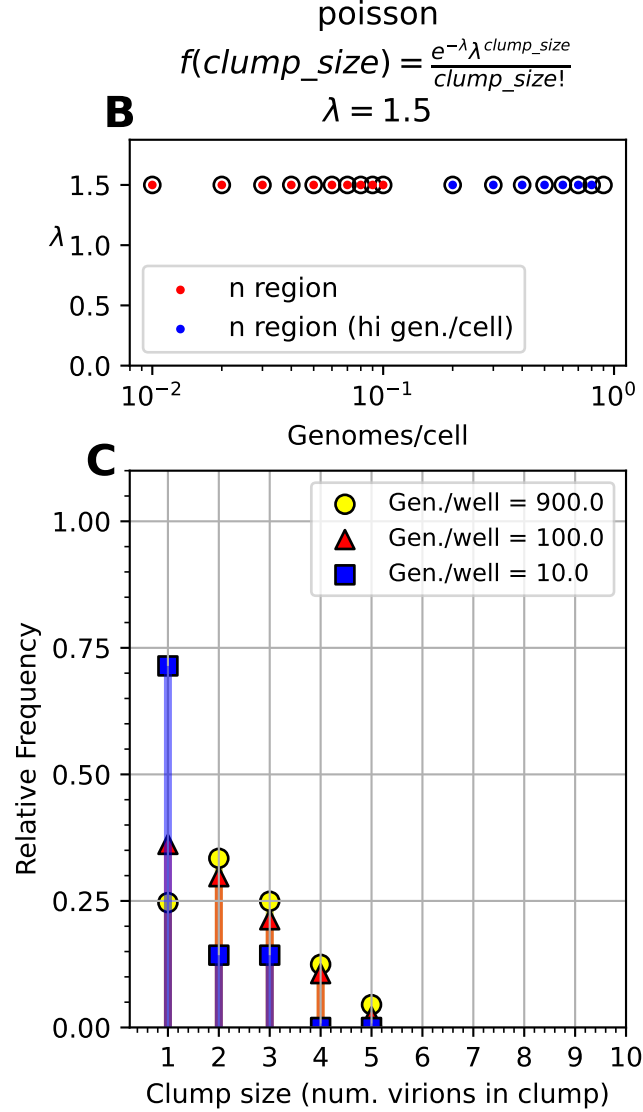 poisson
f(clump_size) = e^{-λ}λ^{clump_size} / clump_size!
B
λ = 1.5
1.5
1.0
0.5
0.0
λ
n region
n region (hi gen./cell)
10^{-2} 10^{-1} 10^{0}
Genomes/cell
C
1.00
0.75
0.50
0.25
0.00
Relative Frequency
Gen./well = 900.0
Gen./well = 100.0
Gen./well = 10.0
1 2 3 4 5 6 7 8 9 10
Clump size (num. virions in clump)